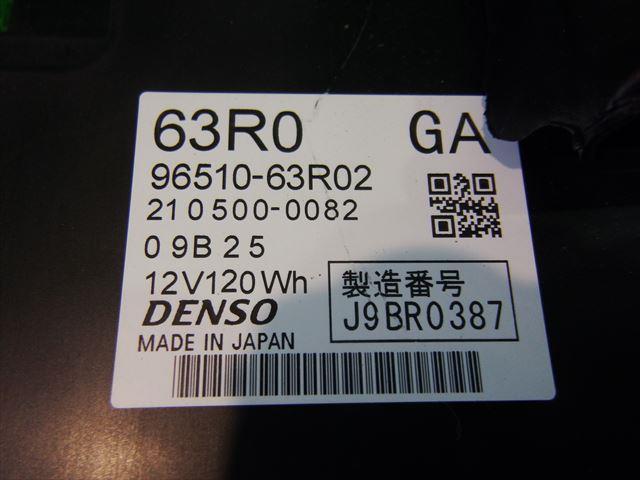 63R0 GA
96510-63R02
210500-0082
09B25
12V120Wh
DENSO
MADE IN JAPAN
製造番号
J9BR0387